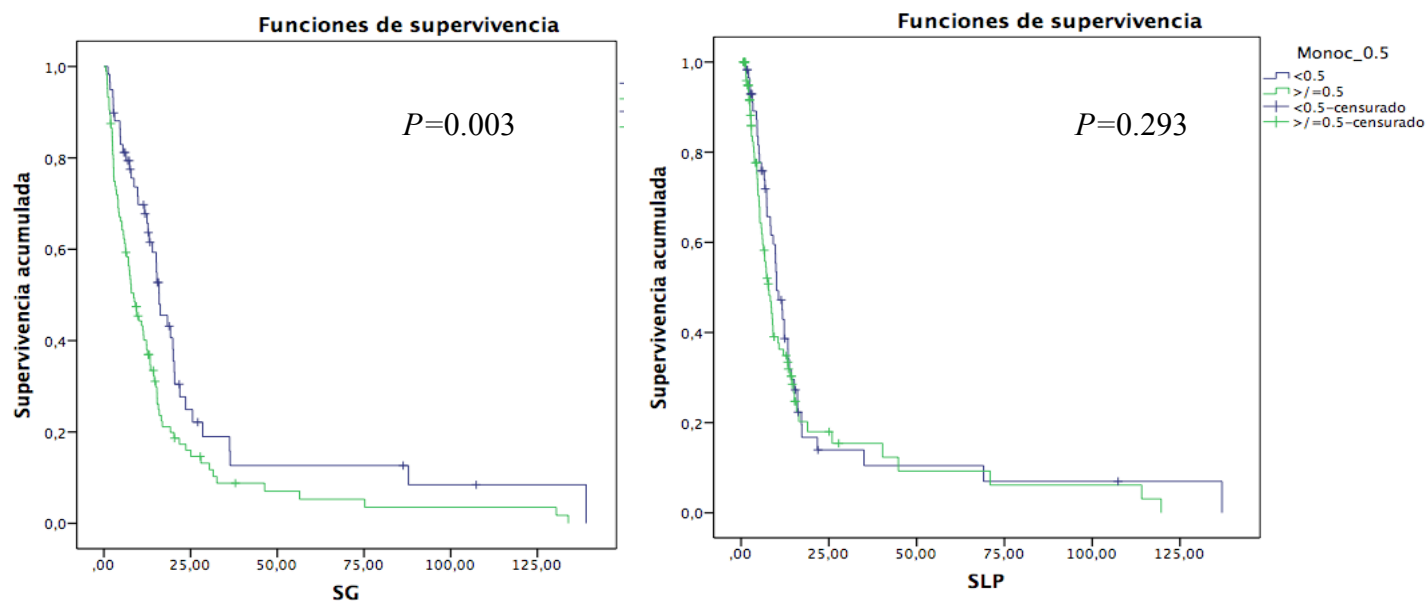 Funciones de supervivencia
P=0.003
Supervivencia acumulada
1,0
0,8
0,6
0,4
0,2
0,0
,00 25,00 50,00 75,00 100,00 125,00
SG
Funciones de supervivencia
P=0.293
Supervivencia acumulada
1,0
0,8
0,6
0,4
0,2
0,0
,00 25,00 50,00 75,00 100,00 125,00
SLP
Monoc_0.5
<0.5
>/=0.5
<0.5-censurado
>/=0.5-censurado